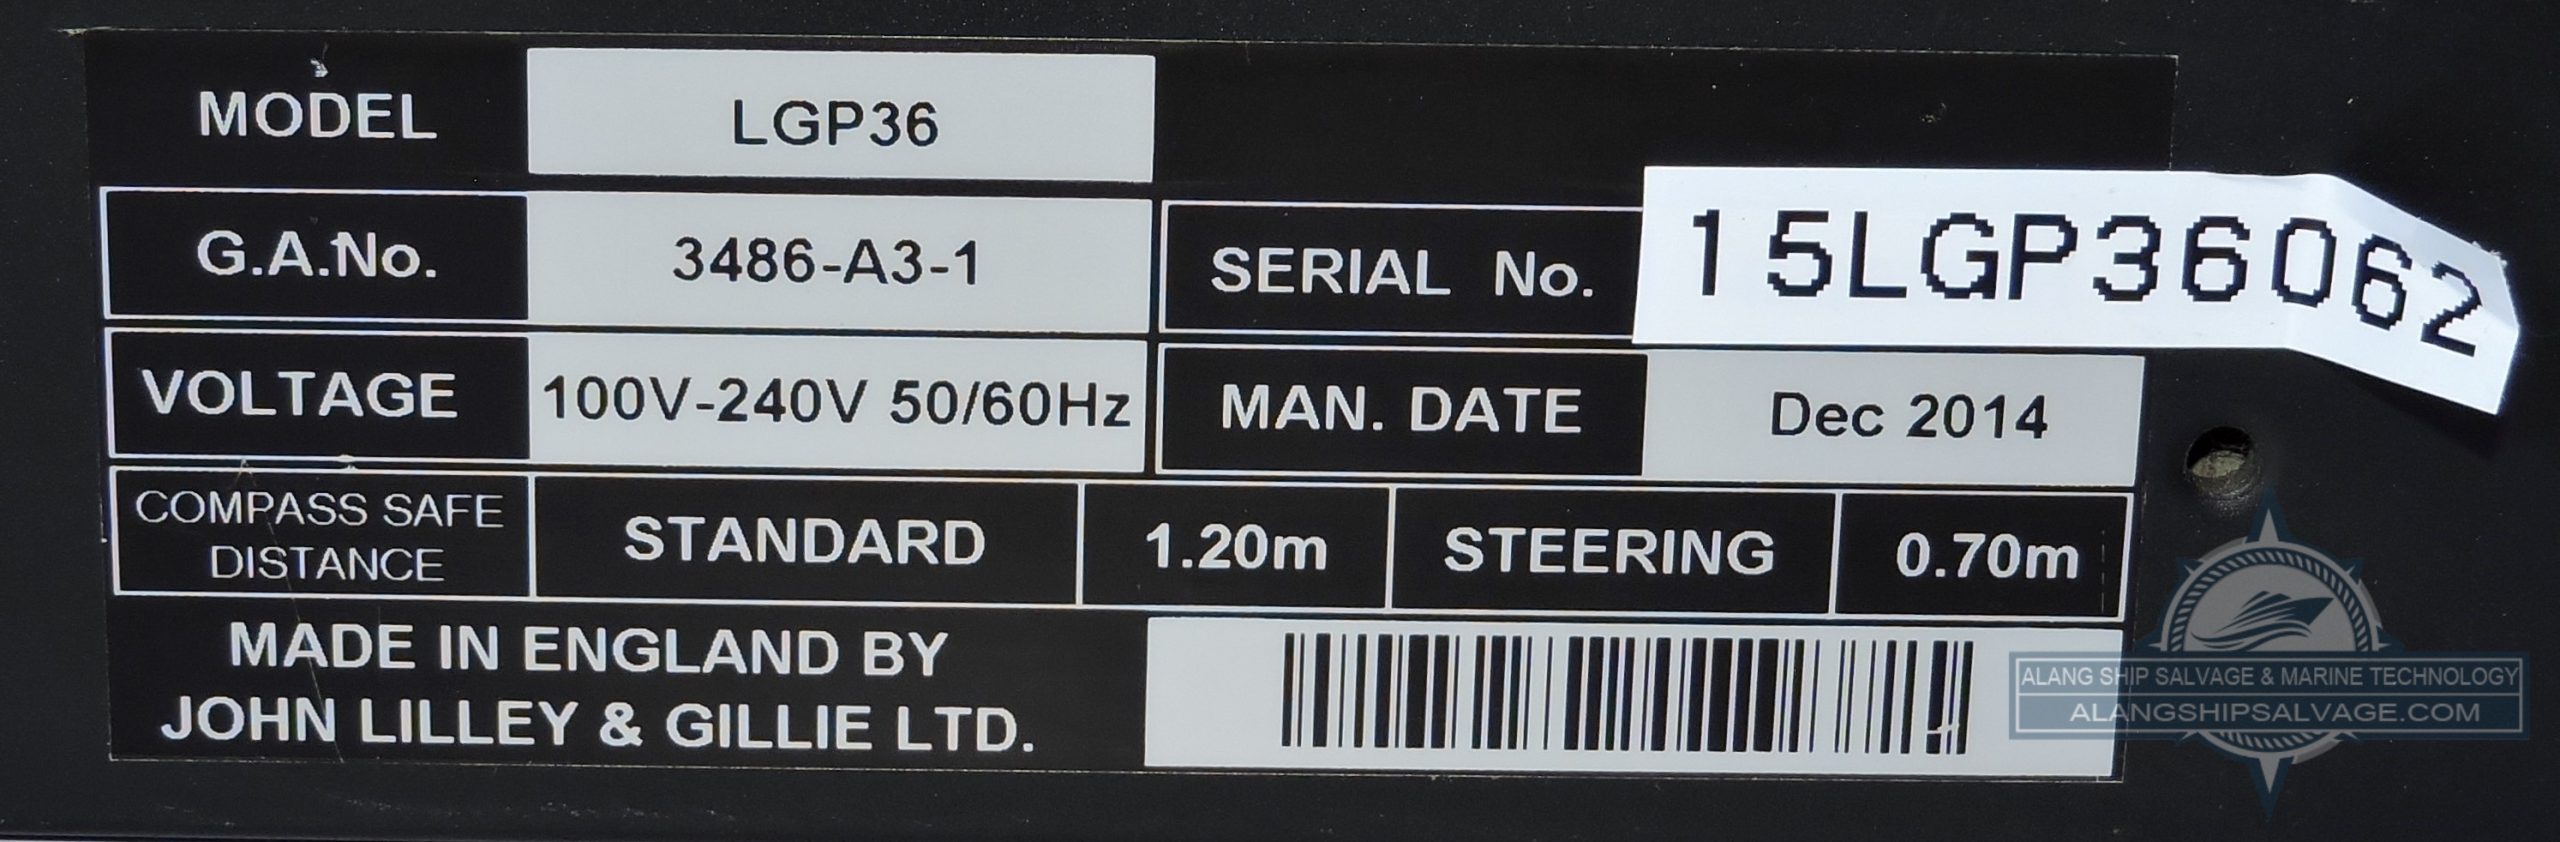 MODEL LGP36
G.A.No. 3486-A3-1 SERIAL No. 15LGP36062
VOLTAGE 100V-240V 50/60Hz MAN. DATE Dec 2014
COMPASS SAFE
DISTANCE STANDARD 1.20m STEERING 0.70m
MADE IN ENGLAND BY
JOHN LILLEY & GILLIE LTD.
ALANG SHIP SALVAGE & MARINE TECHNOLOGY
ALANGSHIPSALVAGE.COM